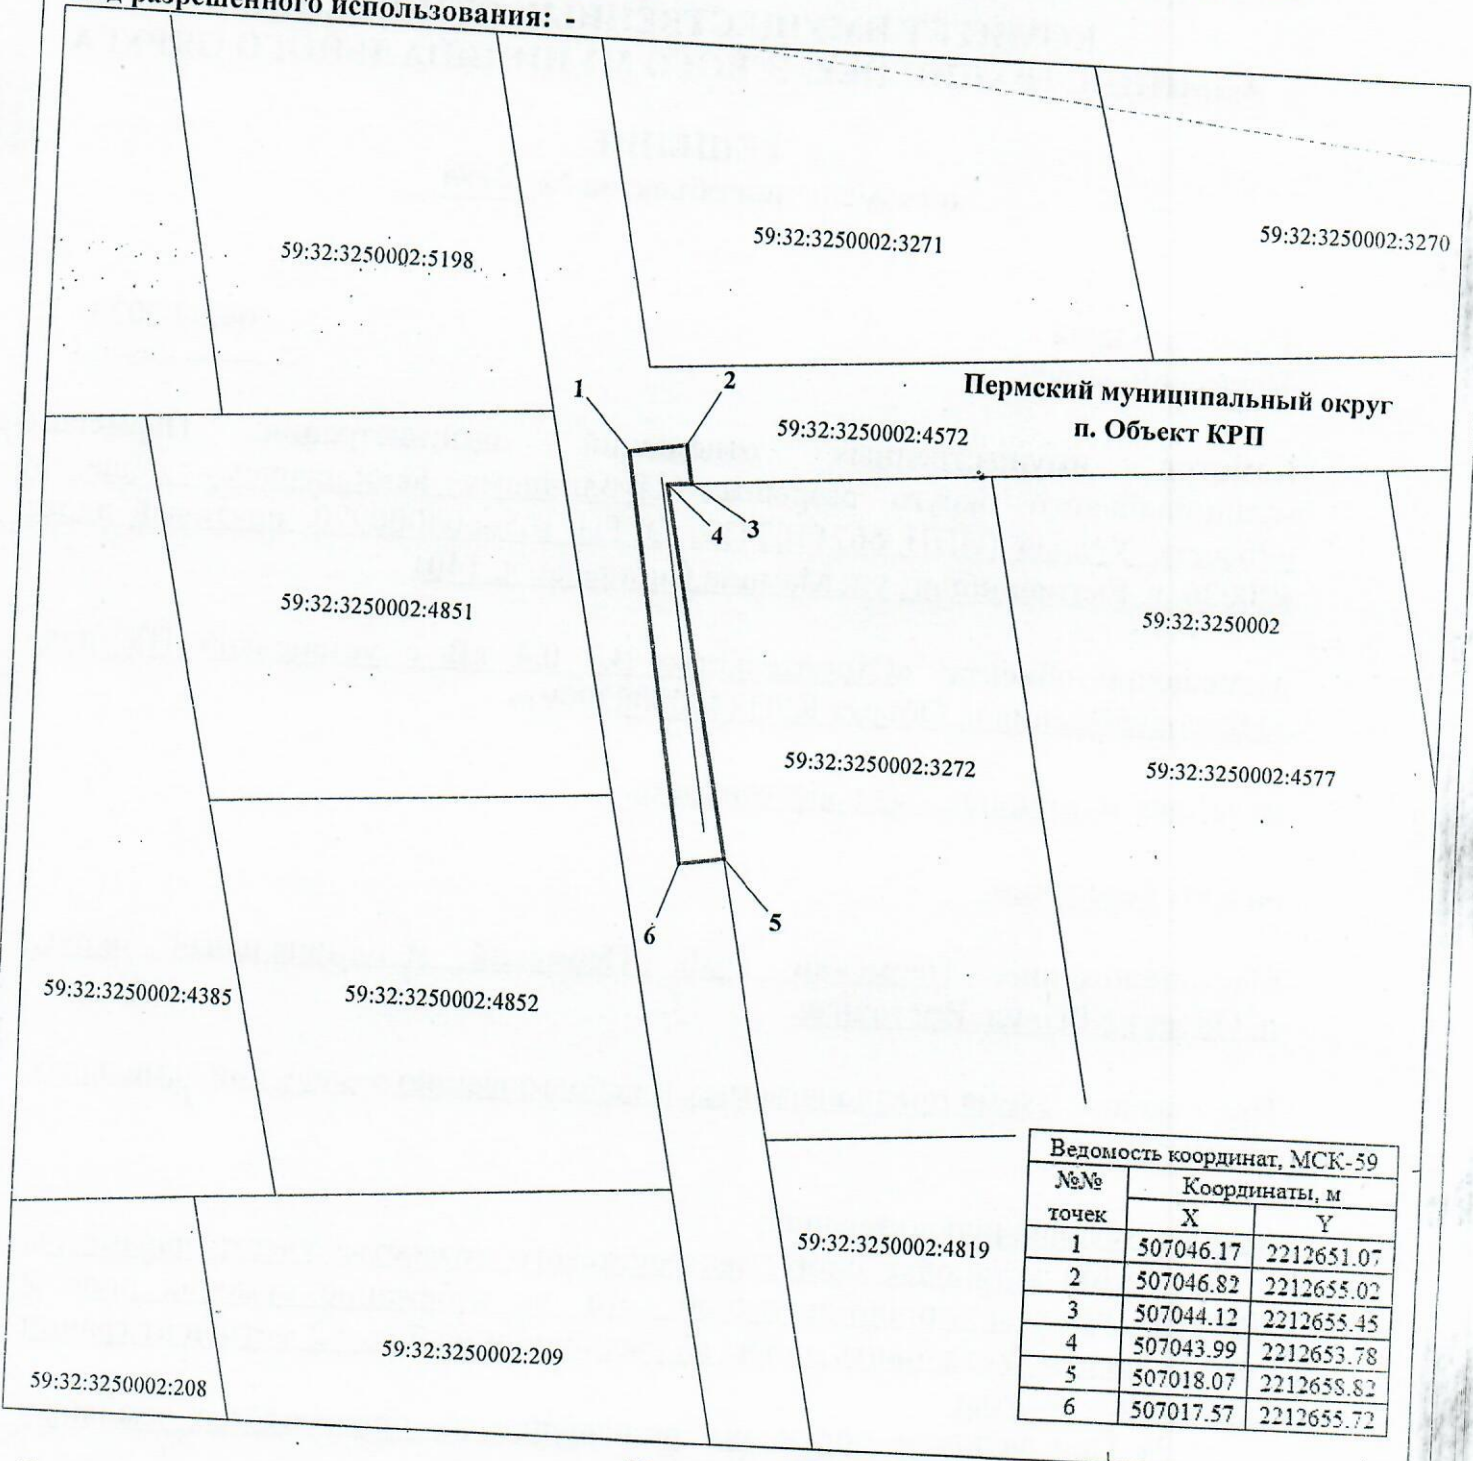 разрешенного использования: -
59:32:3250002:5198
59:32:3250002:3271
59:32:3250002:3270
1
2
Пермский муниципальный округ
59:32:3250002:4572
п. Объект КРП
3
4
59:32:3250002:4851
59:32:3250002
59:32:3250002:3272
59:32:3250002:4577
6
5
59:32:3250002:4385
59:32:3250002:4852
59:32:3250002:4819
59:32:3250002:209
59:32:3250002:208
Ведомость координат, МСК-59
№№ точек Координаты, м
X Y
1 507046.17 2212651.07
2 507046.82 2212655.02
3 507044.12 2212655.45
4 507043.99 2212653.78
5 507018.07 2212658.82
6 507017.57 2212655.72